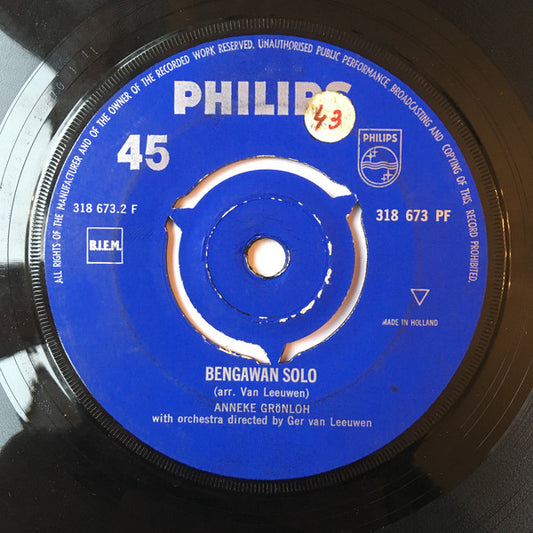 ALL RIGHTS OF THE MANUFACTURER AND OF THE OWNER OF THE RECORDED WORK RESERVED. UNAUTHORISED PUBLIC PERFORMANCE, BROADCASTING AND COPYING OF THIS RECORD PROHIBITED.
PHILIPS
43
45
PHILIPS
318 673.2 F
318 673 PF
B.I.E.M.
MADE IN HOLLAND
BENGAWAN SOLO
(arr. Van Leeuwen)
ANNEKE GRÖNLOH
with orchestra directed by Ger van Leeuwen